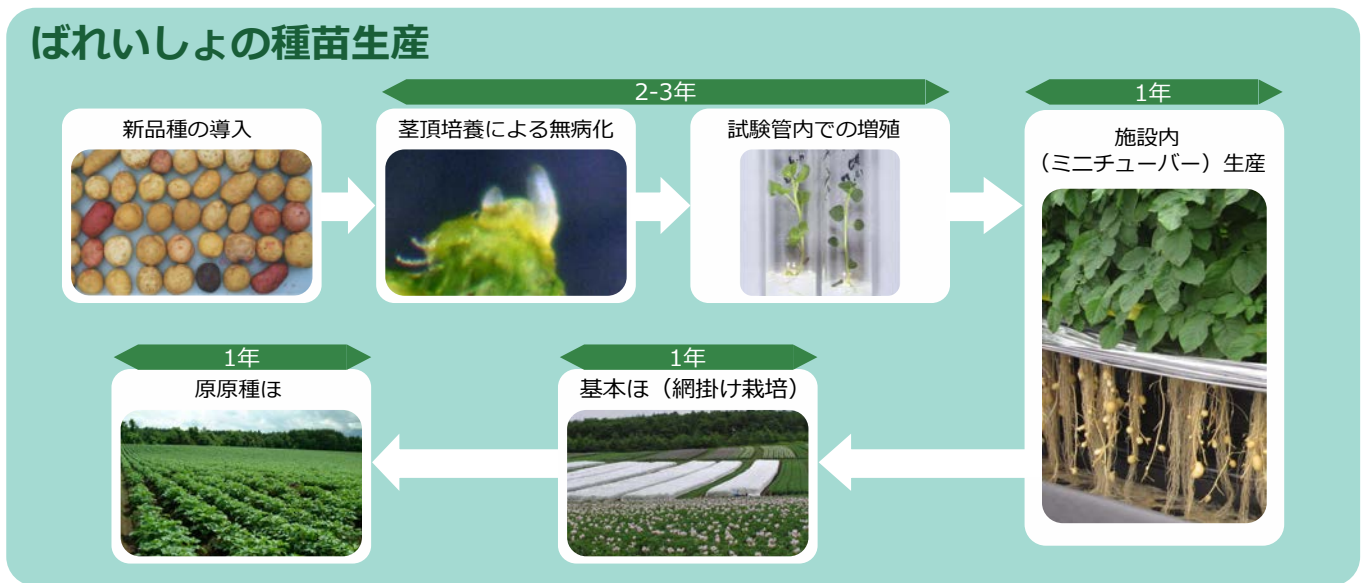 ばれいしょの種苗生産
2-3年
1年
新品種の導入
茎頂培養による無病化
試験管内での増殖
施設内
（ミニチューバー）生産
1年
1年
原原種ほ
基本ほ（網掛け栽培）